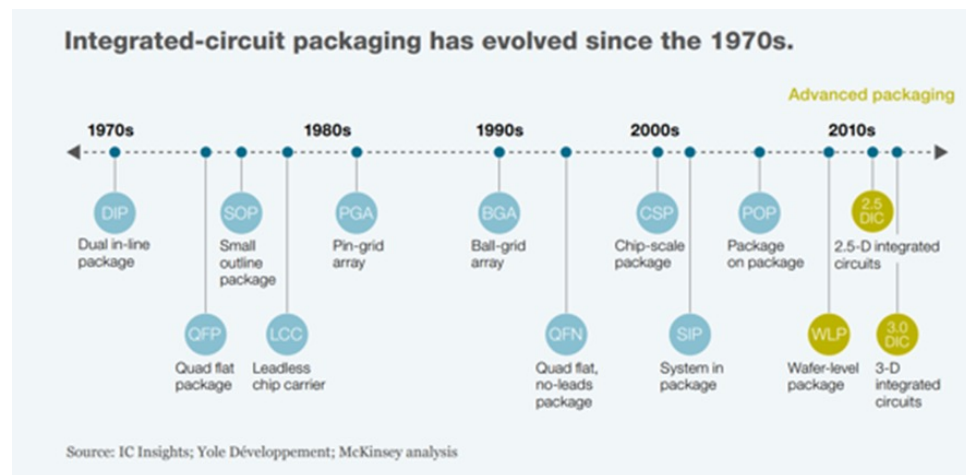 Integrated-circuit packaging has evolved since the 1970s.
Advanced packaging
1970s
1980s
1990s
2000s
2010s
DIP
SOP
PGA
BGA
CSP
POP
2.5
DIC
Dual in-line
package
Small
outline
package
Pin-grid
array
Ball-grid
array
Chip-scale
package
Package
on package
2.5-D integrated
circuits
QFP
LCC
QFN
SIP
WLP
3.0
DIC
Quad flat
package
Leadless
chip carrier
Quad flat,
no-leads
package
System in
package
Wafer-level
package
3-D
integrated
circuits
Source: IC Insights; Yole Développement; McKinsey analysis